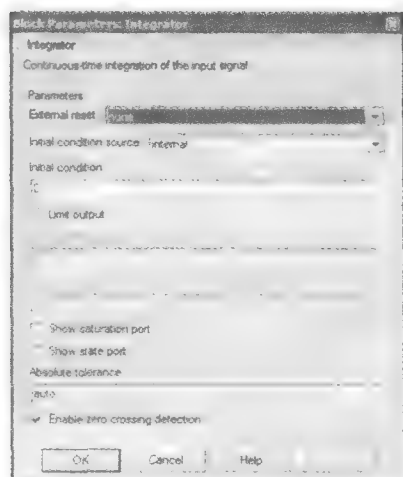 Block Parameters: Integrator
Integrator
Continuous-time integration of the input signal
Parameters
External reset: none
Initial condition source: internal
Initial condition:
Limit output
Show saturation port
Show state port
Absolute tolerance
auto
Enable zero crossing detection
OK Cancel Help